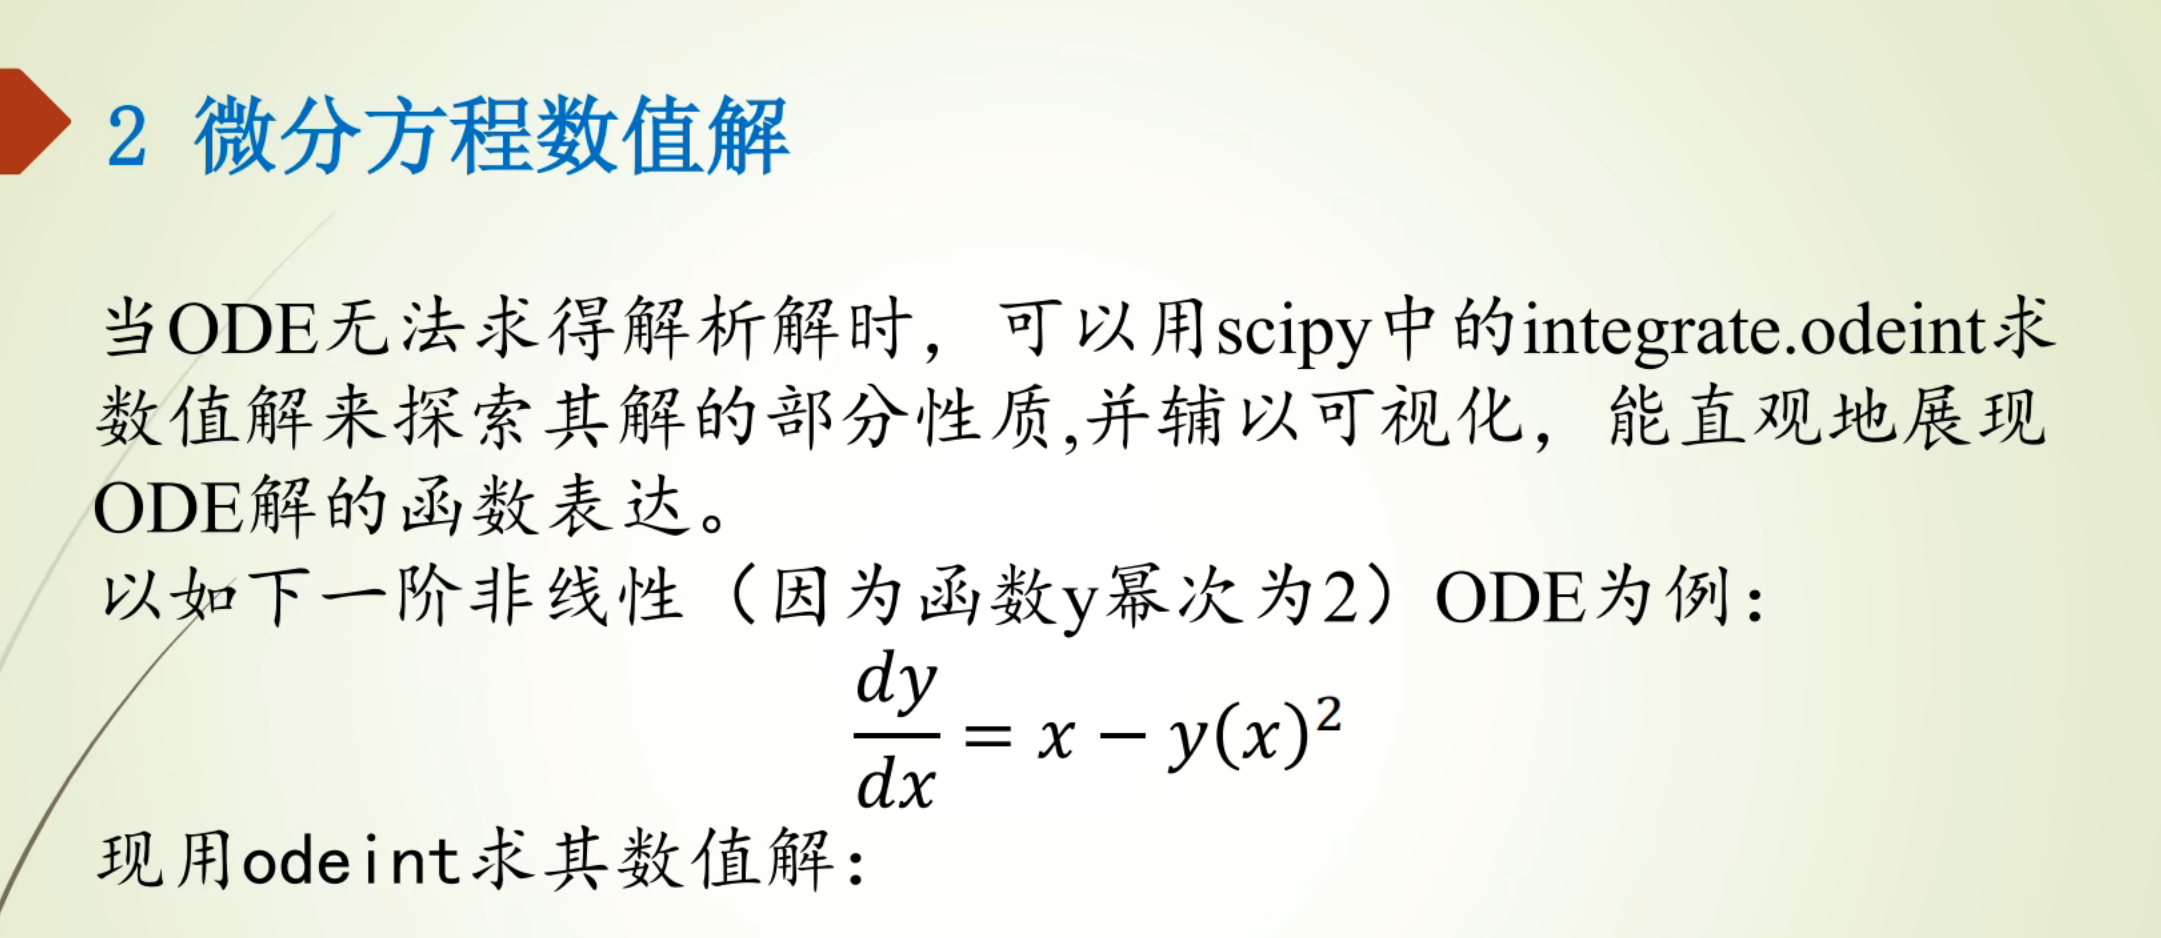 2 微分方程数值解
当ODE无法求得解析解时，可以用scipy中的integrate.odeint求
数值解来探索其解的部分性质,并辅以可视化，能直观地展现
ODE解的函数表达。
以如下一阶非线性（因为函数y幂次为2）ODE为例：
dy/dx = x − y(x)²
现用odeint求其数值解：